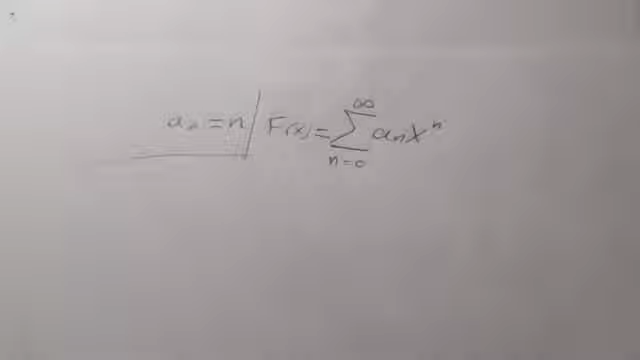 aₙ = n | F(x) = ∑_{n=0}^{∞} aₙxⁿ